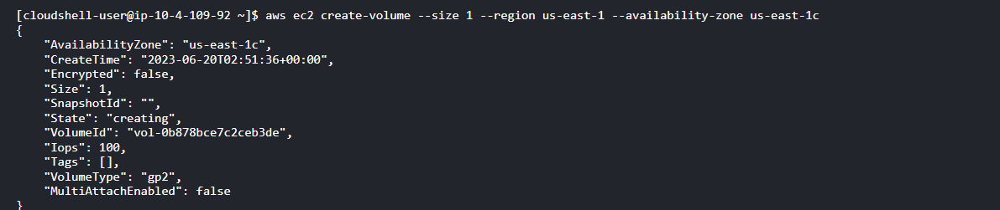 [cloudshell-user@ip-10-4-109-92 ~]$ aws ec2 create-volume --size 1 --region us-east-1 --availability-zone us-east-1c
{
    "AvailabilityZone": "us-east-1c",
    "CreateTime": "2023-06-20T02:51:36+00:00",
    "Encrypted": false,
    "Size": 1,
    "SnapshotId": "",
    "State": "creating",
    "VolumeId": "vol-0b878bce7c2ceb3de",
    "Iops": 100,
    "Tags": [],
    "VolumeType": "gp2",
    "MultiAttachEnabled": false
}